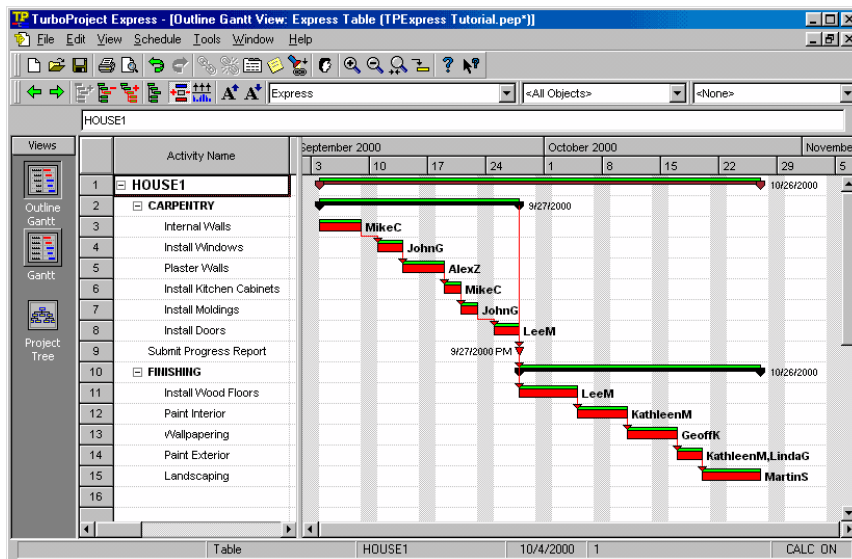 TP TurboProject Express - [Outline Gantt View: Express Table (TPExpress Tutorial.pep*)]
File Edit View Schedule Tools Window Help
Express <All Objects> <None>
HOUSE1
Views
Outline Gantt
Gantt
Project Tree
Activity Name
September 2000 October 2000 Novembe
3 10 17 24 1 8 15 22 29 5
1 HOUSE1 10/26/2000
2 CARPENTRY 9/27/2000
3 Internal Walls MikeC
4 Install Windows JohnG
5 Plaster Walls AlexZ
6 Install Kitchen Cabinets MikeC
7 Install Moldings JohnG
8 Install Doors LeeM
9 Submit Progress Report 9/27/2000 PM
10 FINISHING 10/26/2000
11 Install Wood Floors LeeM
12 Paint Interior KathleenM
13 Wallpapering GeoffK
14 Paint Exterior KathleenM,LindaG
15 Landscaping MartinS
16
Table HOUSE1 10/4/2000 1 CALC ON